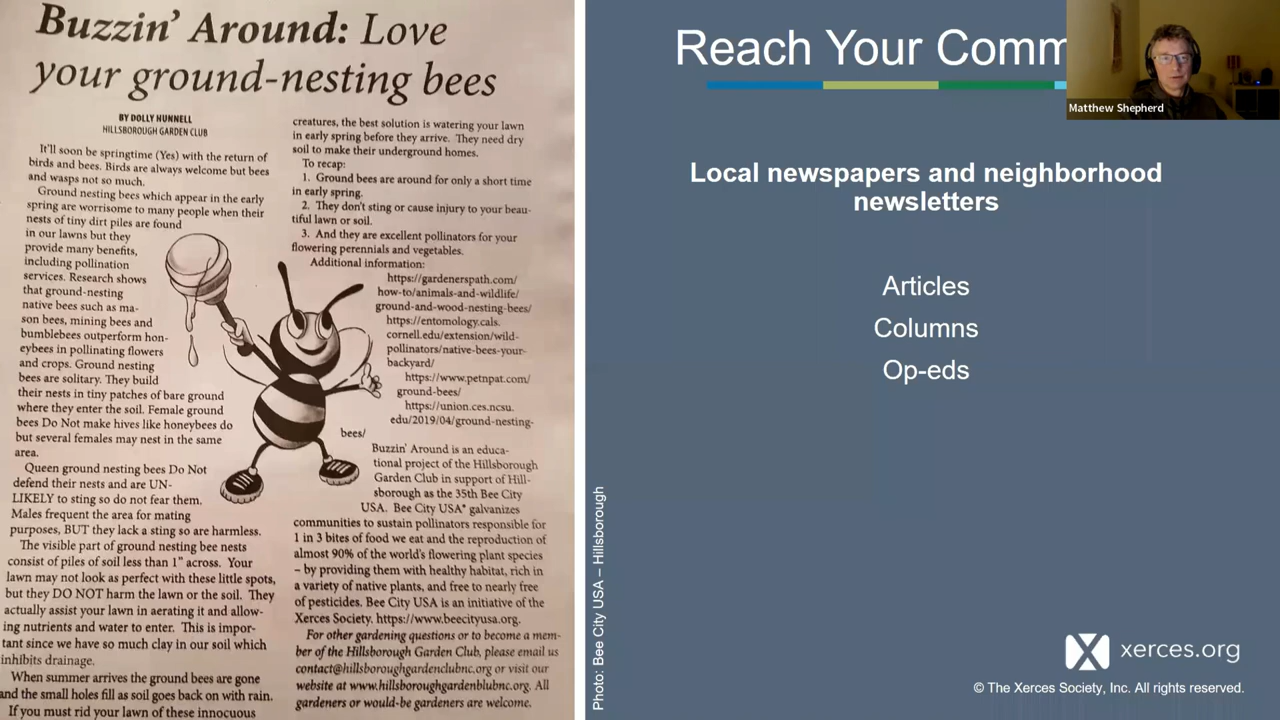 Buzzin' Around: Love
your ground-nesting bees
BY DOLLY HUNNELL
HILLSBOROUGH GARDEN CLUB
It'll soon be springtime (Yes) with the return of
birds and bees. Birds are always welcome but bees
and wasps not so much.
Ground nesting bees which appear in the early
spring are worrisome to many people when their
nests of tiny dirt piles are found
in our lawns but they
provide many benefits,
including pollination
services. Research shows
that ground-nesting
native bees such as ma-
son bees, mining bees and
bumblebees outperform hon-
eybees in pollinating flowers
and crops. Ground nesting
bees are solitary. They build
their nests in tiny patches of bare ground
where they enter the soil. Female ground
bees Do Not make hives like honeybees do
but several females may nest in the same
area.
Queen ground nesting bees Do Not
defend their nests and are UN-
LIKELY to sting so do not fear them.
Males frequent the area for mating
purposes, BUT they lack a sting so are harmless.
The visible part of ground nesting bee nests
consist of piles of soil less than 1" across. Your
lawn may not look as perfect with these little spots,
but they DO NOT harm the lawn or the soil. They
actually assist your lawn in aerating it and allow-
ing nutrients and water to enter. This is impor-
tant since we have so much clay in our soil which
inhibits drainage.
When summer arrives the ground bees are gone
and the small holes fill as soil goes back on with rain.
If you must rid your lawn of these innocuous
creatures, the best solution is watering your lawn
in early spring before they arrive. They need dry
soil to make their underground homes.
To recap:
1. Ground bees are around for only a short time
in early spring.
2. They don't sting or cause injury to your beau-
tiful lawn or soil.
3. And they are excellent pollinators for your
flowering perennials and vegetables.
Additional information:
https://gardenerspath.com/
how-to/animals-and-wildlife/
ground-and-wood-nesting-bees/
https://entomology.cals.
cornell.edu/extension/wild-
pollinators/native-bees-your-
backyard/
https://www.petnpat.com/
ground-bees/
https://union.ces.ncsu.
edu/2019/04/ground-nesting-
bees/
Buzzin' Around is an educa-
tional project of the Hillsborough
Garden Club in support of Hill-
sborough as the 35th Bee City
USA. Bee City USA® galvanizes
communities to sustain pollinators responsible for
1 in 3 bites of food we eat and the reproduction of
almost 90% of the world's flowering plant species
– by providing them with healthy habitat, rich in
a variety of native plants, and free to nearly free
of pesticides. Bee City USA is an initiative of the
Xerces Society. https://www.beecityusa.org.
For other gardening questions or to become a mem-
ber of the Hillsborough Garden Club, please email us
contact@hillsboroughgardenclubnc.org or visit our
website at www.hillsboroughgardenblubnc.org. All
gardeners or would-be gardeners are welcome.
Photo: Bee City USA – Hillsborough
Reach Your Comm
Matthew Shepherd
Local newspapers and neighborhood
newsletters
Articles
Columns
Op-eds
xerces.org
© The Xerces Society, Inc. All rights reserved.